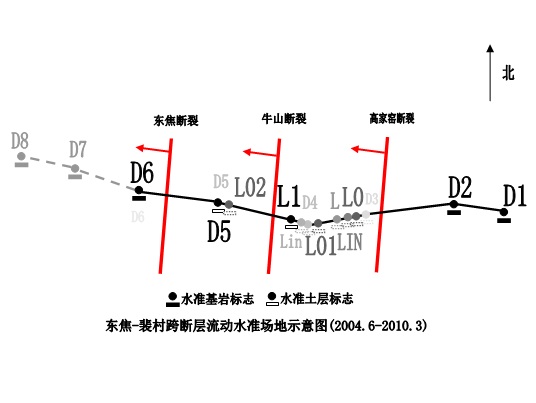 北
东焦断裂
牛山断裂
高家窑断裂
D8
D7
D6
D6
D5
D5
LO2
L1
Lin
D4
LO1
L
LIN
LO
D3
D2
D1
水准基岩标志
水准土层标志
东焦-裴村跨断层流动水准场地示意图(2004.6-2010.3)